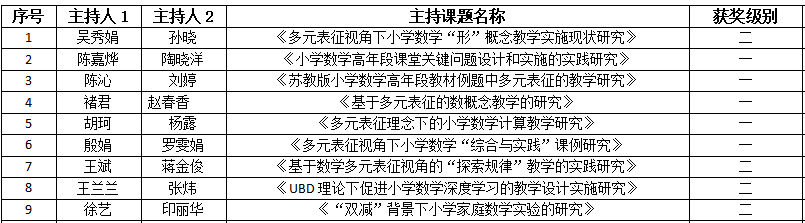 序号 主持人 1 主持人 2 主持课题名称 获奖级别
1 吴秀娟 孙晓 《多元表征视角下小学数学“形”概念教学实施现状研究》 二
2 陈嘉烨 陶晓洋 《小学数学高年段课堂关键问题设计和实施的实践研究》 一
3 陈沁 刘婷 《苏教版小学数学高年段教材例题中多元表征的教学研究》 一
4 褚君 赵春香 《基于多元表征的数概念教学的研究》 一
5 胡珂 杨露 《多元表征理念下的小学数学计算教学研究》 一
6 殷娟 罗雯娟 《多元表征视角下小学数学“综合与实践”课例研究》 一
7 王斌 蒋金俊 《基于数学多元表征视角的“探索规律”教学的实践研究》 二
8 王兰兰 张炜 《UBD 理论下促进小学数学深度学习的教学设计实施研究》 二
9 徐艺 印丽华 《“双减”背景下小学家庭数学实验的研究》 二